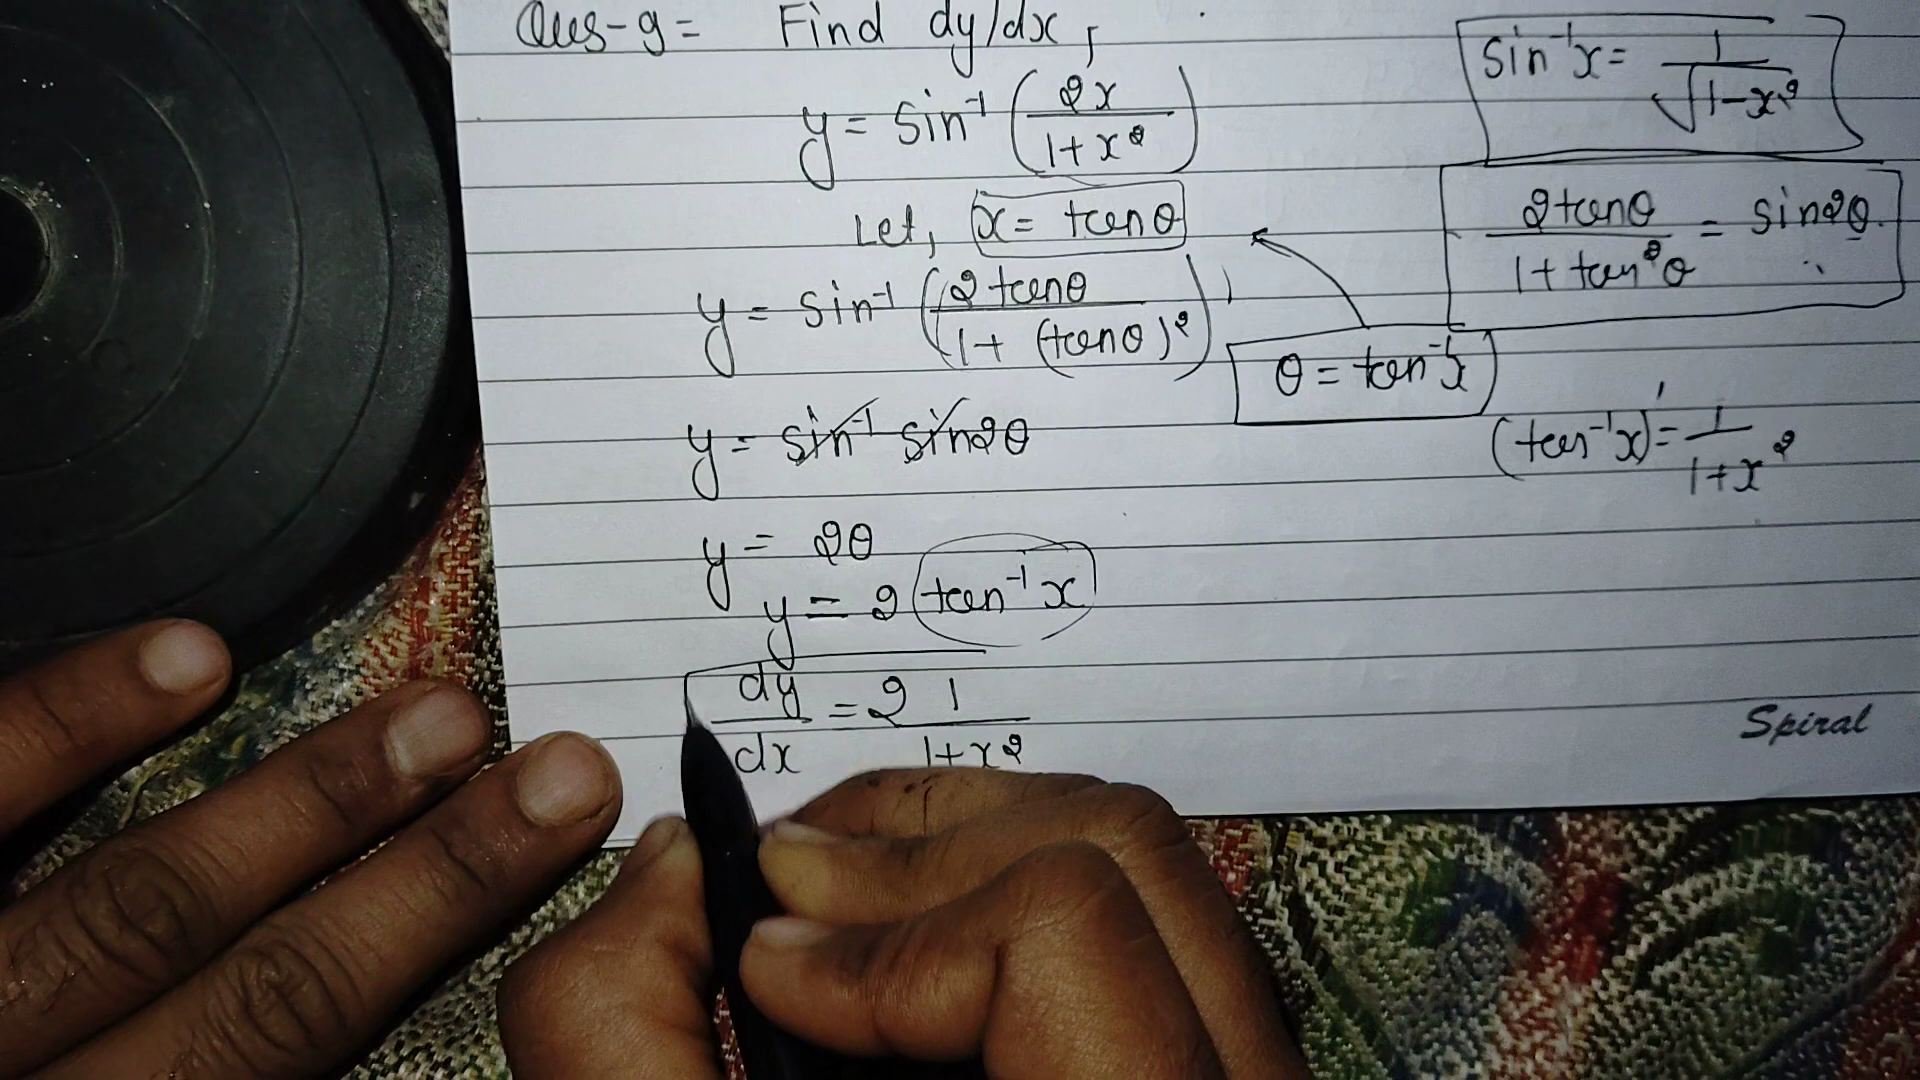 Ques-9= Find dy/dx,
y = sin⁻¹ (2x / 1+x²)
Let, x = tanθ
y = sin⁻¹ (2tanθ / 1+(tanθ)²)
y = sin⁻¹ sin2θ
y = 2θ
y = 2 tan⁻¹ x
dy/dx = 2 1/1+x²
sin⁻¹x = 1/√1-x²
2tanθ / 1+tan²θ = sin2θ.
θ = tan⁻¹x
(tan⁻¹x)' = 1/1+x²
Spiral